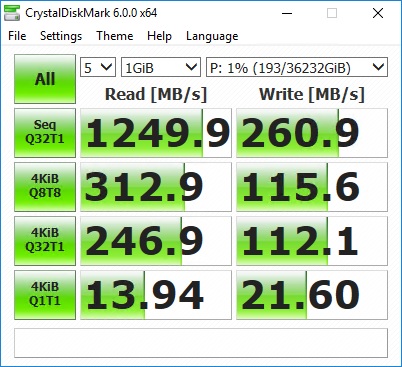 CrystalDiskMark 6.0.0 x64
File Settings Theme Help Language
All 5 1GiB P: 1% (193/36232GiB)
Read [MB/s] Write [MB/s]
Seq
Q32T1 1249.9 260.9
4KiB
Q8T8 312.9 115.6
4KiB
Q32T1 246.9 112.1
4KiB
Q1T1 13.94 21.60